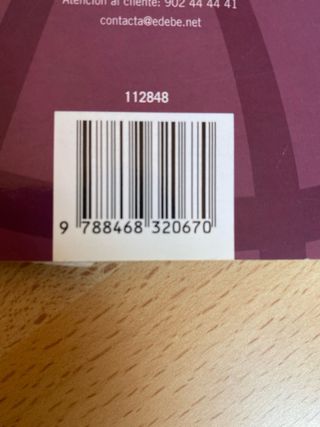 Atención al cliente: 902 44 44 41
contacta@edebe.net
112848
9 788468 320670